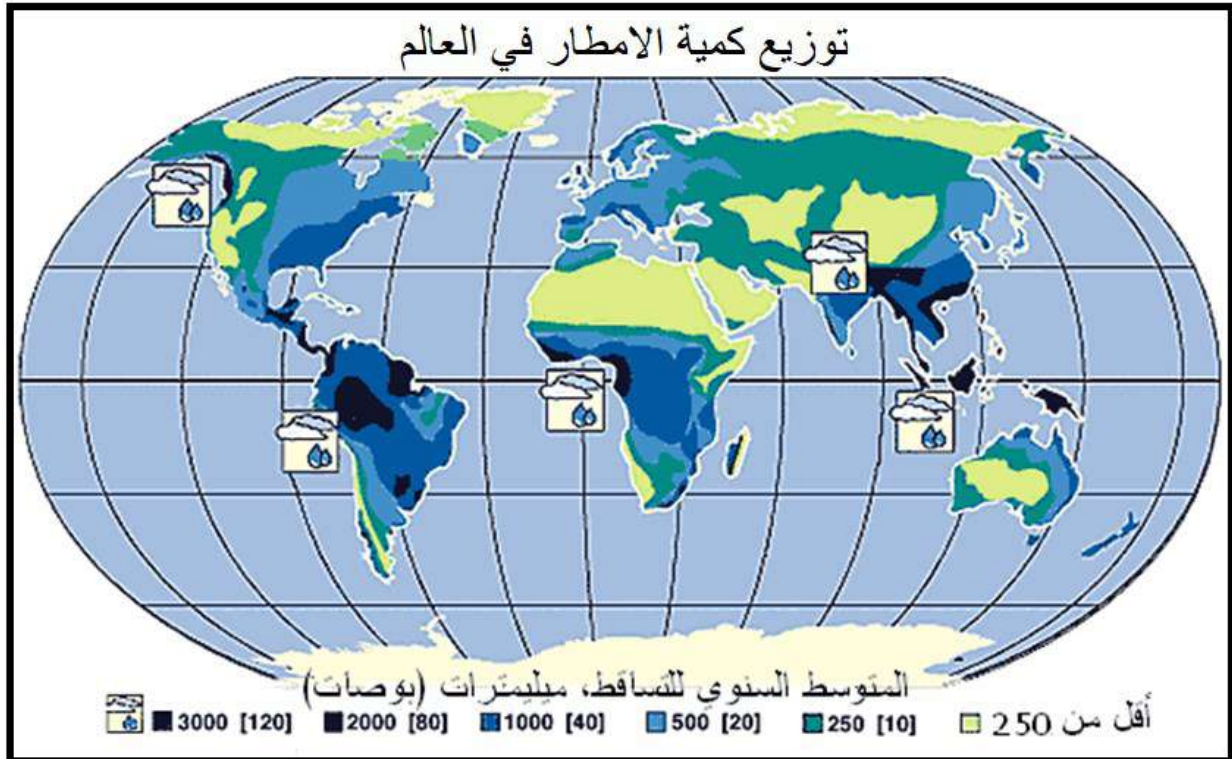 توزيع كمية الامطار في العالم
المتوسط السنوي للتساقط، ميليمترات (بوصات)
3000 [120] 2000 [80] 1000 [40] 500 [20] 250 [10] أقل من 250